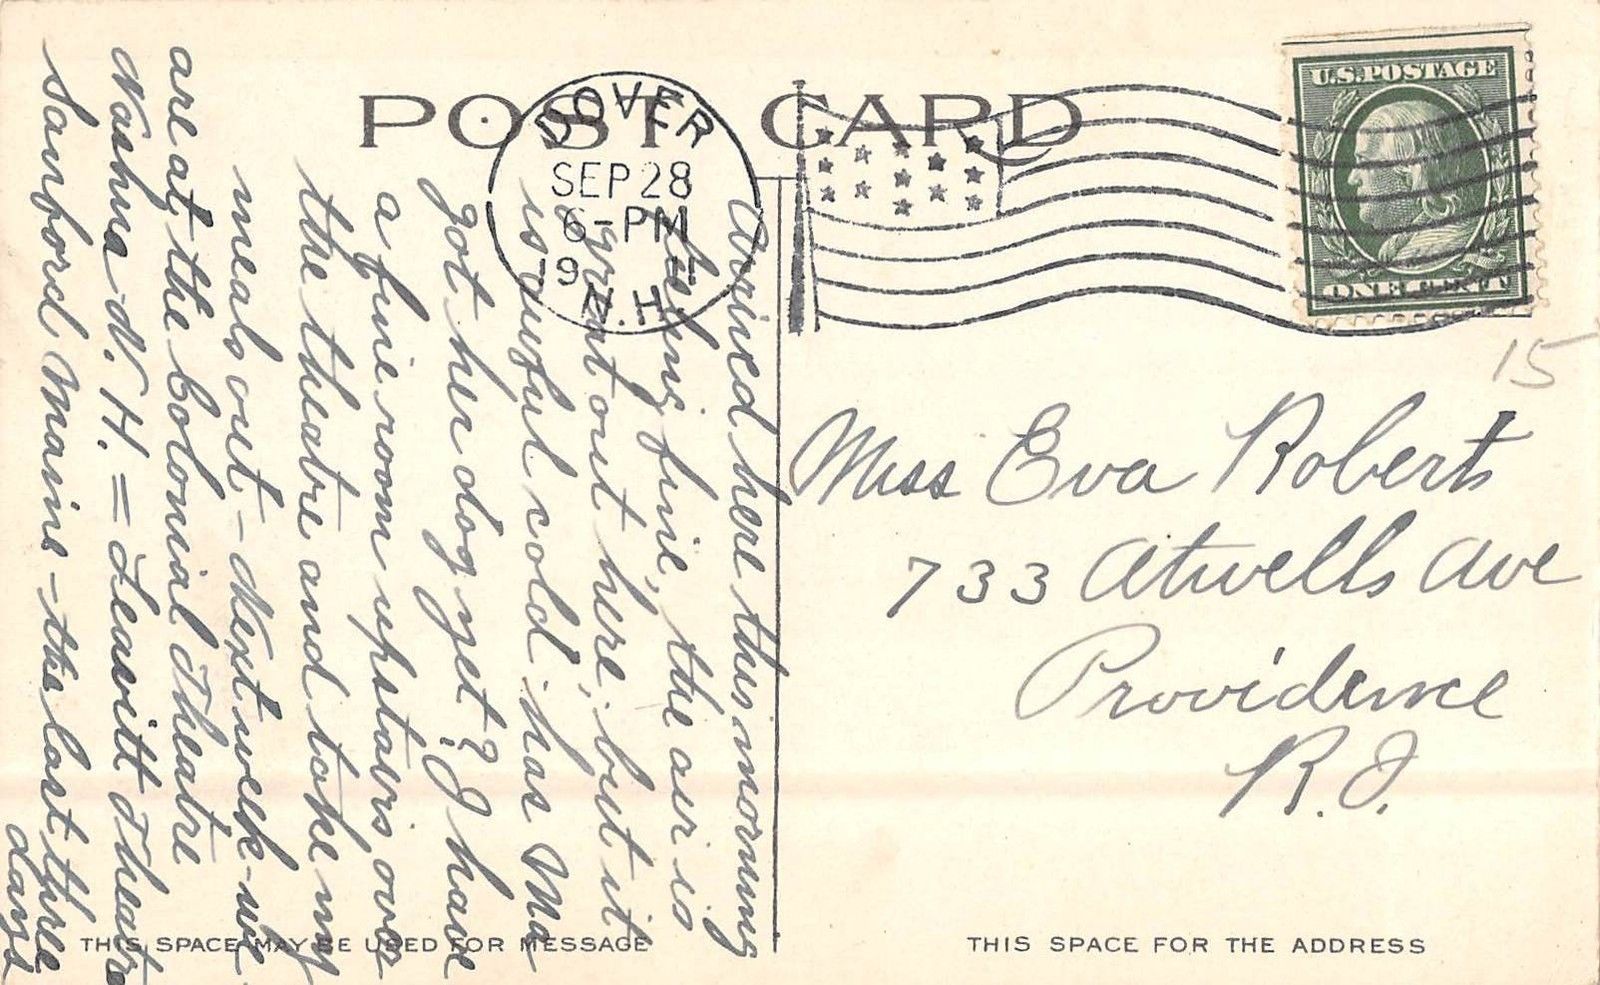 POST CARD
DOVER
SEP 28
6-PM
19
N.H.
U.S. POSTAGE
ONE CENT
15
Arrived here this morning
feeling fine, the air is
great out here, but it
is awful cold. has Ma
got her dog yet? I have
a fine room upstairs over
the theatre and take my
meals out - Next week - we
are at the Colonial Theatre
Nashua N. H. = Leavitt Theatre
Sanbord Maine - the last three
days
Miss Eva Roberts
733 Atwells Ave
Providence
R.I.
THIS SPACE MAY BE USED FOR MESSAGE
THIS SPACE FOR THE ADDRESS